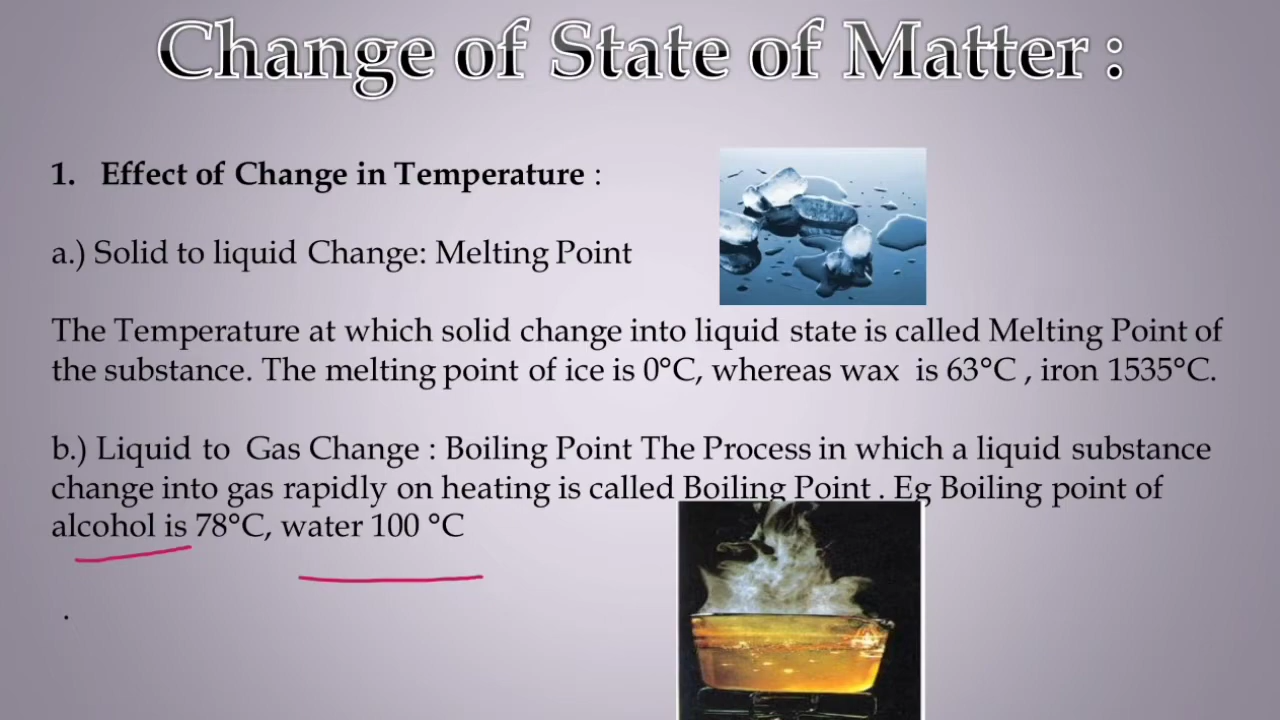 Change of State of Matter :
1. Effect of Change in Temperature :
a.) Solid to liquid Change: Melting Point
The Temperature at which solid change into liquid state is called Melting Point of
the substance. The melting point of ice is 0°C, whereas wax is 63°C , iron 1535°C.
b.) Liquid to Gas Change : Boiling Point The Process in which a liquid substance
change into gas rapidly on heating is called Boiling Point . Eg Boiling point of
alcohol is 78°C, water 100 °C
.